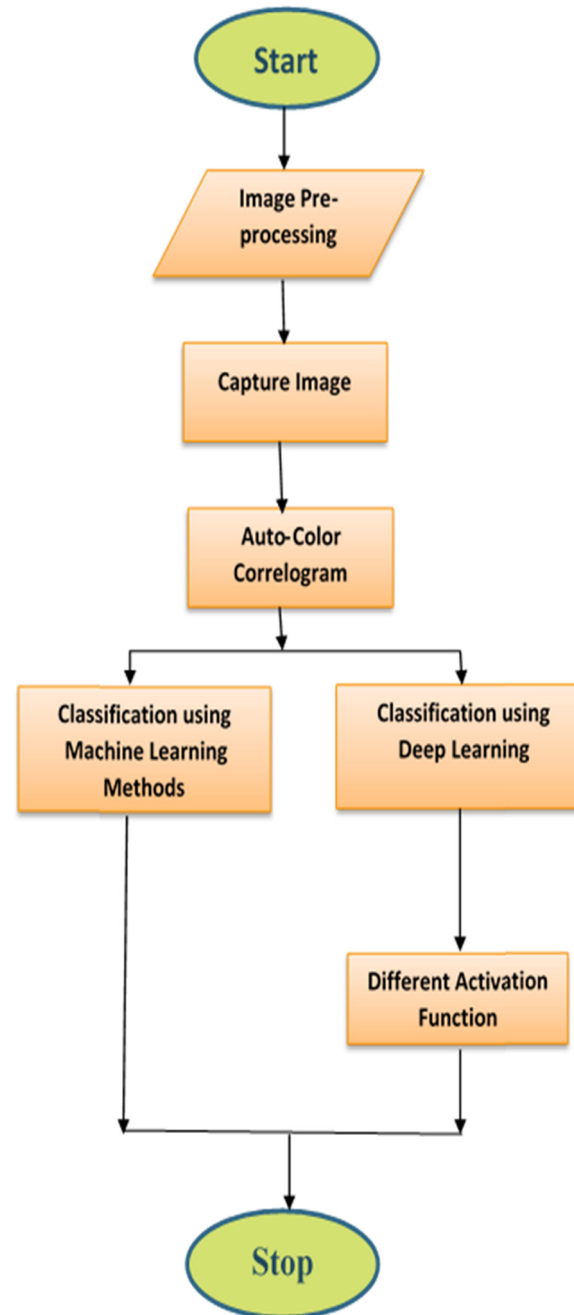 Start
Image Pre-
processing
Capture Image
Auto-Color
Correlogram
Classification using
Machine Learning
Methods
Classification using
Deep Learning
Different Activation
Function
Stop